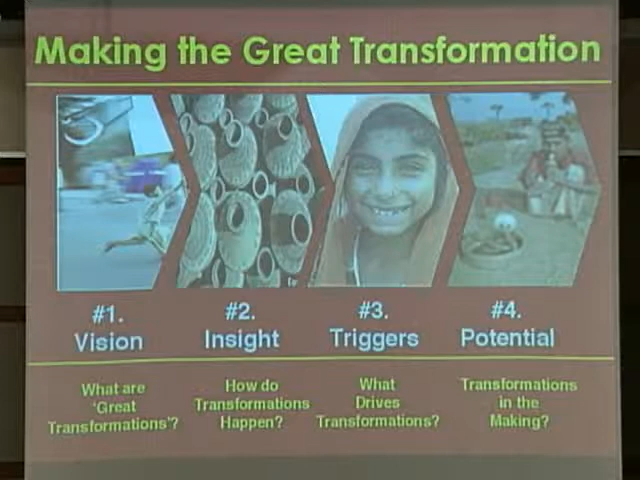 Making the Great Transformation
#1.
Vision
#2.
Insight
#3.
Triggers
#4.
Potential
What are
'Great
Transformations'?
How do
Transformations
Happen?
What
Drives
Transformations?
Transformations
in the
Making?